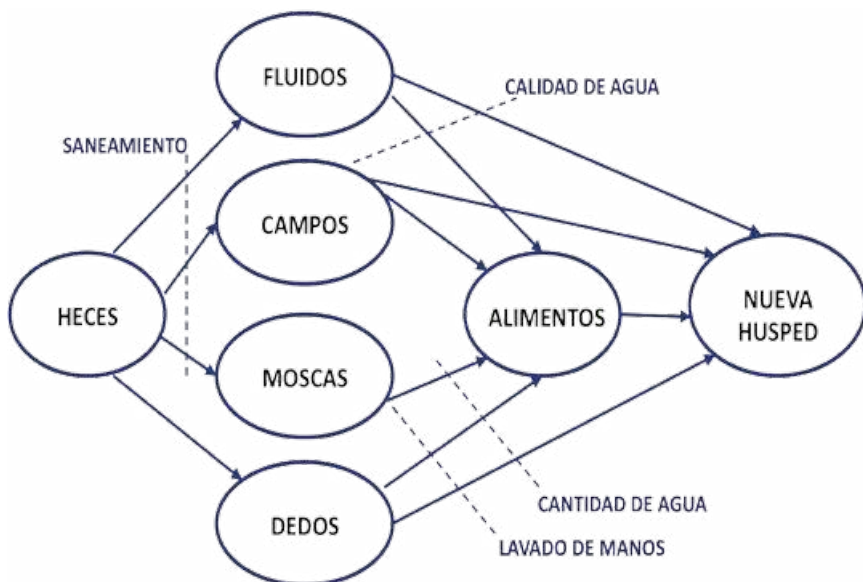 FLUIDOS
CALIDAD DE AGUA
SANEAMIENTO
CAMPOS
HECES
ALIMENTOS
NUEVA
HUSPED
MOSCAS
CANTIDAD DE AGUA
DEDOS
LAVADO DE MANOS